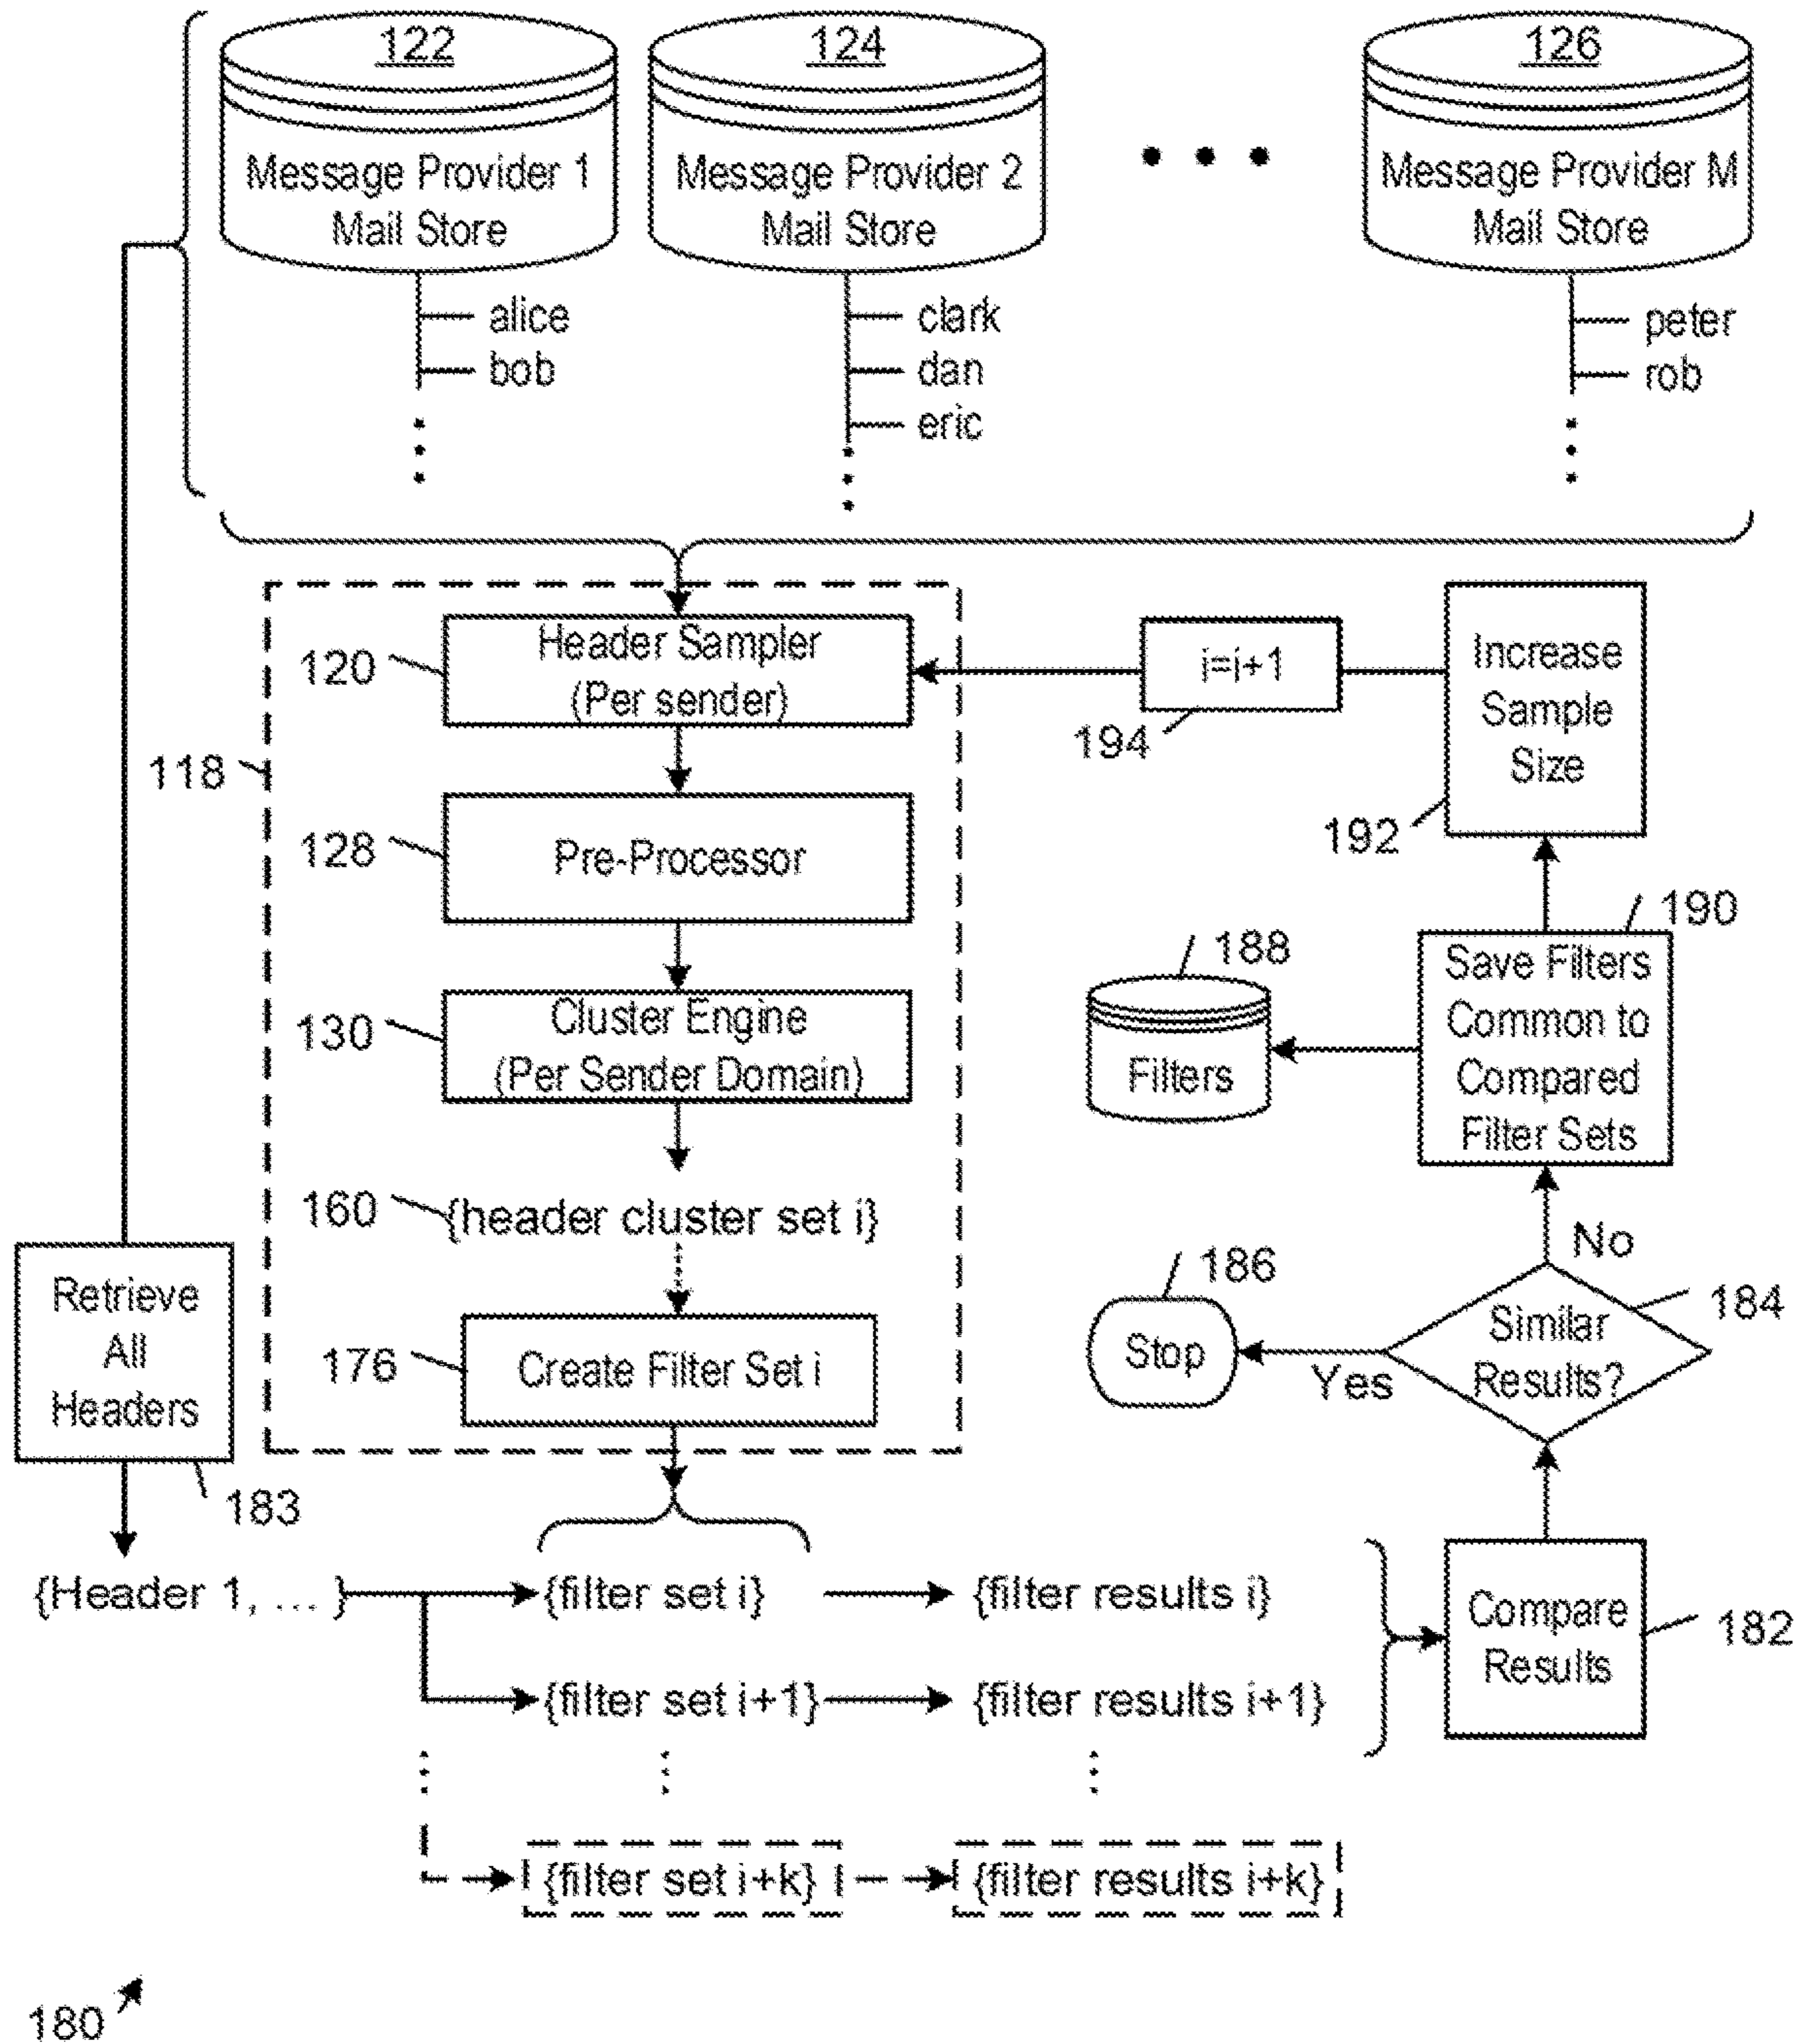 122
124
126
Message Provider 1
Mail Store
Message Provider 2
Mail Store
• • •
Message Provider M
Mail Store
alice
bob
clark
dan
eric
peter
rob
118
120
Header Sampler
(Per sender)
i=i+1
194
Increase
Sample
Size
192
128
Pre-Processor
130
Cluster Engine
(Per Sender Domain)
188
Filters
190
Save Filters
Common to
Compared
Filter Sets
160
{header cluster set i}
No
186
Stop
Yes
Similar
Results?
184
Retrieve
All
Headers
183
176
Create Filter Set i
{Header 1, ... }
{filter set i}
{filter results i}
Compare
Results
182
{filter set i+1}
{filter results i+1}
{filter set i+k}
{filter results i+k}
180